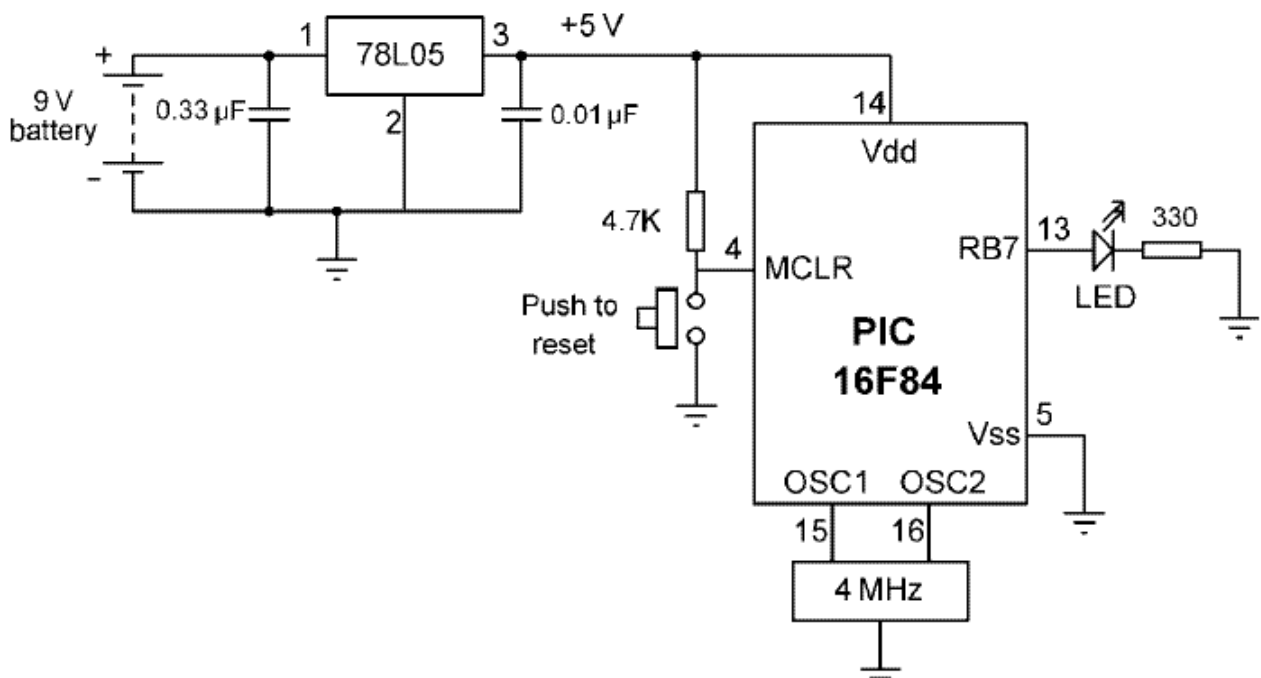 +
9 V
battery
−
0.33 µF
1
78L05
3
2
+5 V
0.01 µF
4.7K
4
Push to
reset
14
Vdd
MCLR
RB7
13
LED
330
PIC
16F84
Vss
5
OSC1
OSC2
15
16
4 MHz